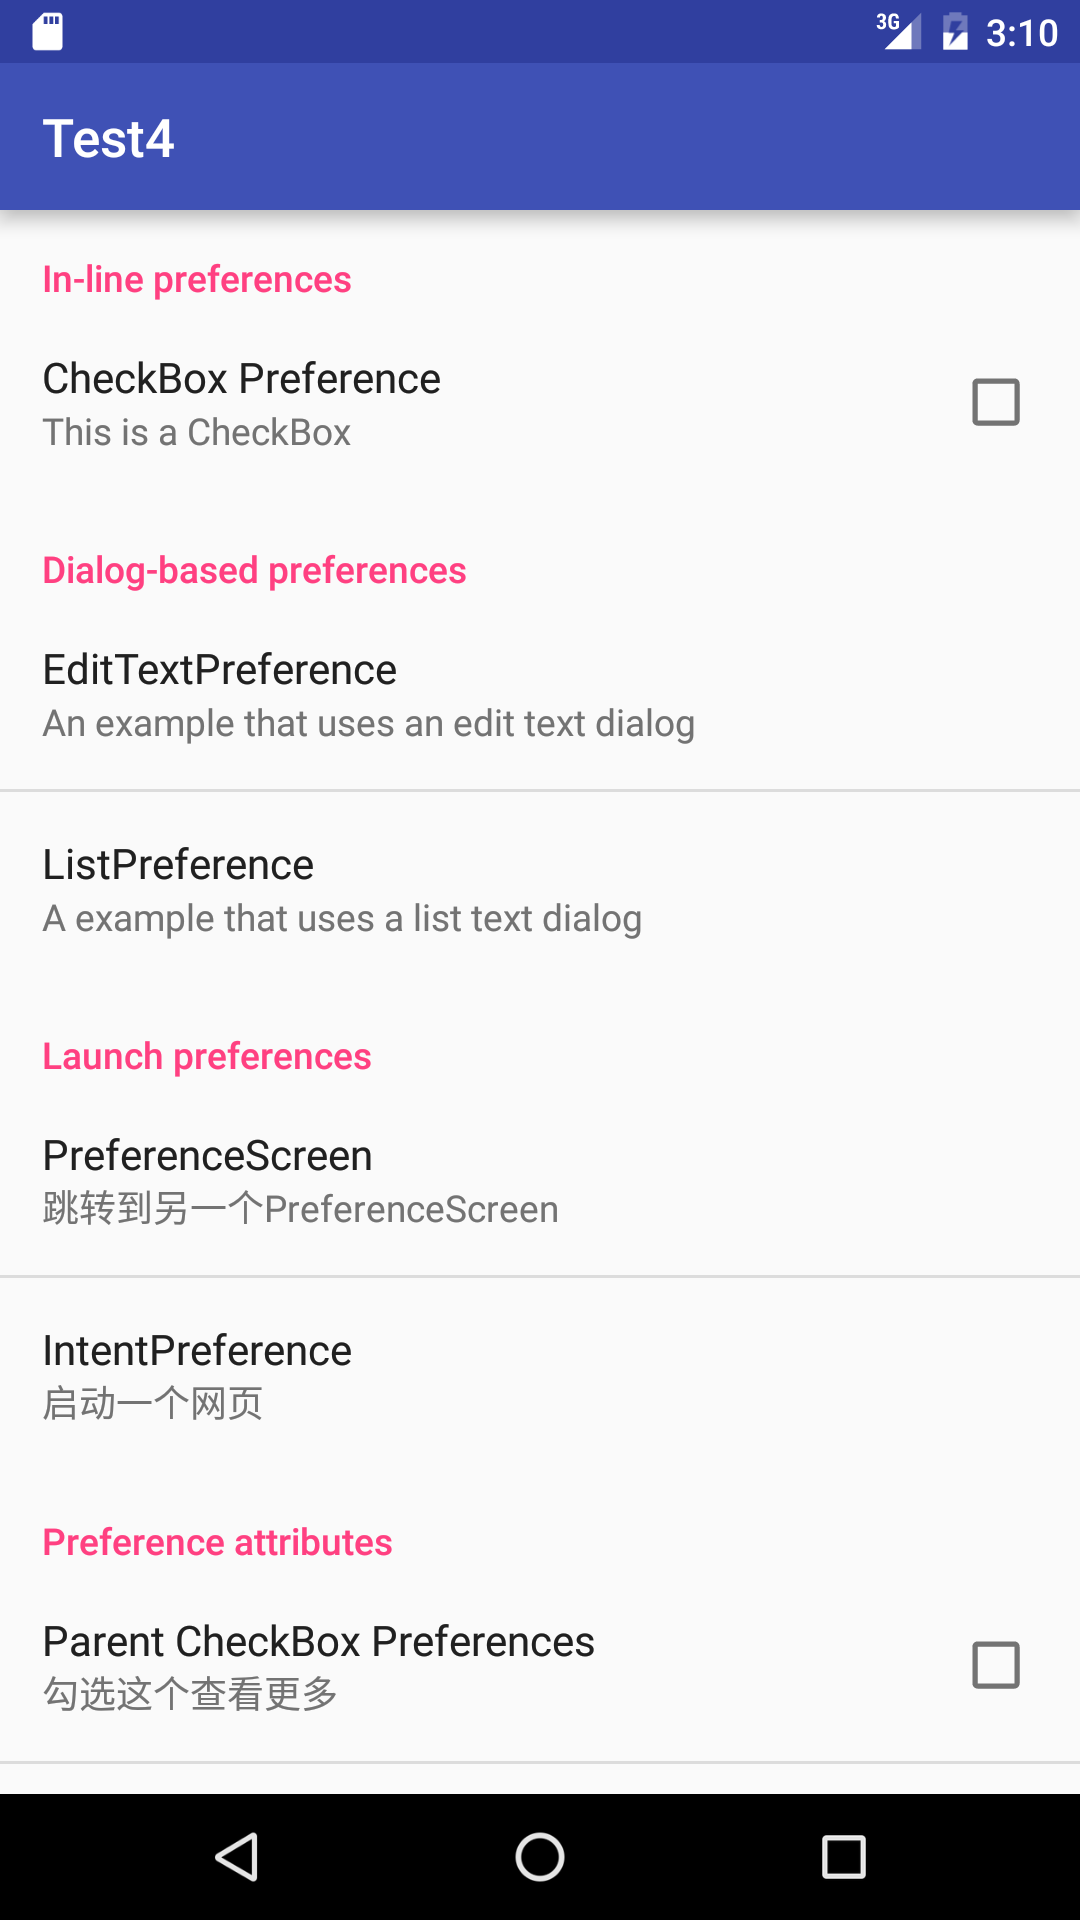 3G 3:10
Test4
In-line preferences
CheckBox Preference
This is a CheckBox
Dialog-based preferences
EditTextPreference
An example that uses an edit text dialog
ListPreference
A example that uses a list text dialog
Launch preferences
PreferenceScreen
跳转到另一个PreferenceScreen
IntentPreference
启动一个网页
Preference attributes
Parent CheckBox Preferences
勾选这个查看更多